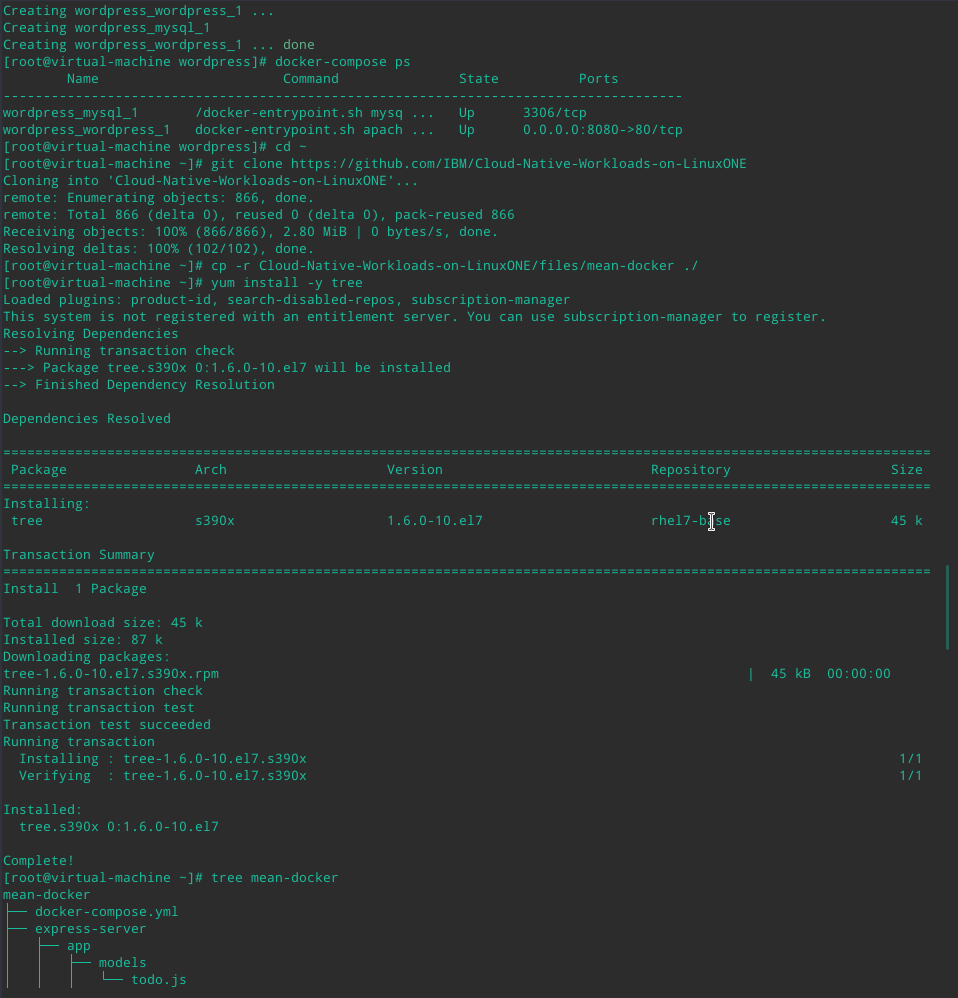 Creating wordpress_wordpress_1 ...
Creating wordpress_mysql_1
Creating wordpress_wordpress_1 ... done
[root@virtual-machine wordpress]# docker-compose ps
        Name                       Command               State          Ports
-------------------------------------------------------------------------------------
wordpress_mysql_1       /docker-entrypoint.sh mysq ...   Up      3306/tcp
wordpress_wordpress_1   docker-entrypoint.sh apach ...   Up      0.0.0.0:8080->80/tcp
[root@virtual-machine wordpress]# cd ~
[root@virtual-machine ~]# git clone https://github.com/IBM/Cloud-Native-Workloads-on-LinuxONE
Cloning into 'Cloud-Native-Workloads-on-LinuxONE'...
remote: Enumerating objects: 866, done.
remote: Total 866 (delta 0), reused 0 (delta 0), pack-reused 866
Receiving objects: 100% (866/866), 2.80 MiB | 0 bytes/s, done.
Resolving deltas: 100% (102/102), done.
[root@virtual-machine ~]# cp -r Cloud-Native-Workloads-on-LinuxONE/files/mean-docker ./
[root@virtual-machine ~]# yum install -y tree
Loaded plugins: product-id, search-disabled-repos, subscription-manager
This system is not registered with an entitlement server. You can use subscription-manager to register.
Resolving Dependencies
--> Running transaction check
---> Package tree.s390x 0:1.6.0-10.el7 will be installed
--> Finished Dependency Resolution

Dependencies Resolved

====================================================================================================================
 Package                Arch                    Version                          Repository                    Size
====================================================================================================================
Installing:
 tree                   s390x                   1.6.0-10.el7                     rhel7-base                    45 k

Transaction Summary
====================================================================================================================
Install  1 Package

Total download size: 45 k
Installed size: 87 k
Downloading packages:
tree-1.6.0-10.el7.s390x.rpm                                                                  |  45 kB  00:00:00
Running transaction check
Running transaction test
Transaction test succeeded
Running transaction
  Installing : tree-1.6.0-10.el7.s390x                                                                          1/1
  Verifying  : tree-1.6.0-10.el7.s390x                                                                          1/1

Installed:
  tree.s390x 0:1.6.0-10.el7

Complete!
[root@virtual-machine ~]# tree mean-docker
mean-docker
├── docker-compose.yml
├── express-server
│   ├── app
│   │   ├── models
│   │   │   └── todo.js